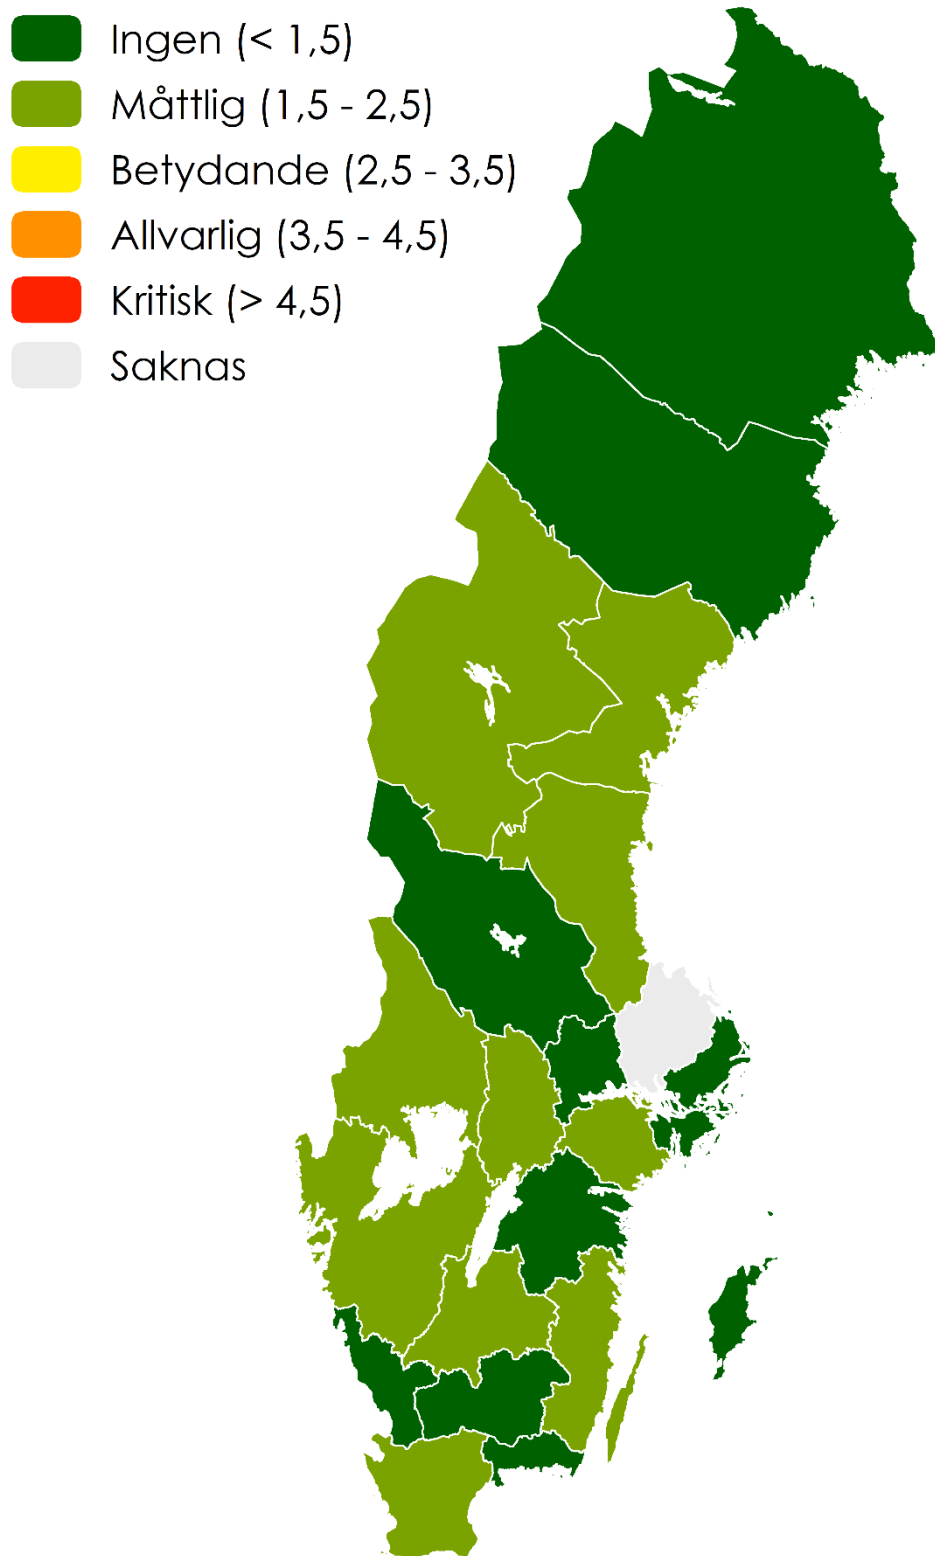 Ingen (< 1,5)
Måttlig (1,5 - 2,5)
Betydande (2,5 - 3,5)
Allvarlig (3,5 - 4,5)
Kritisk (> 4,5)
Saknas